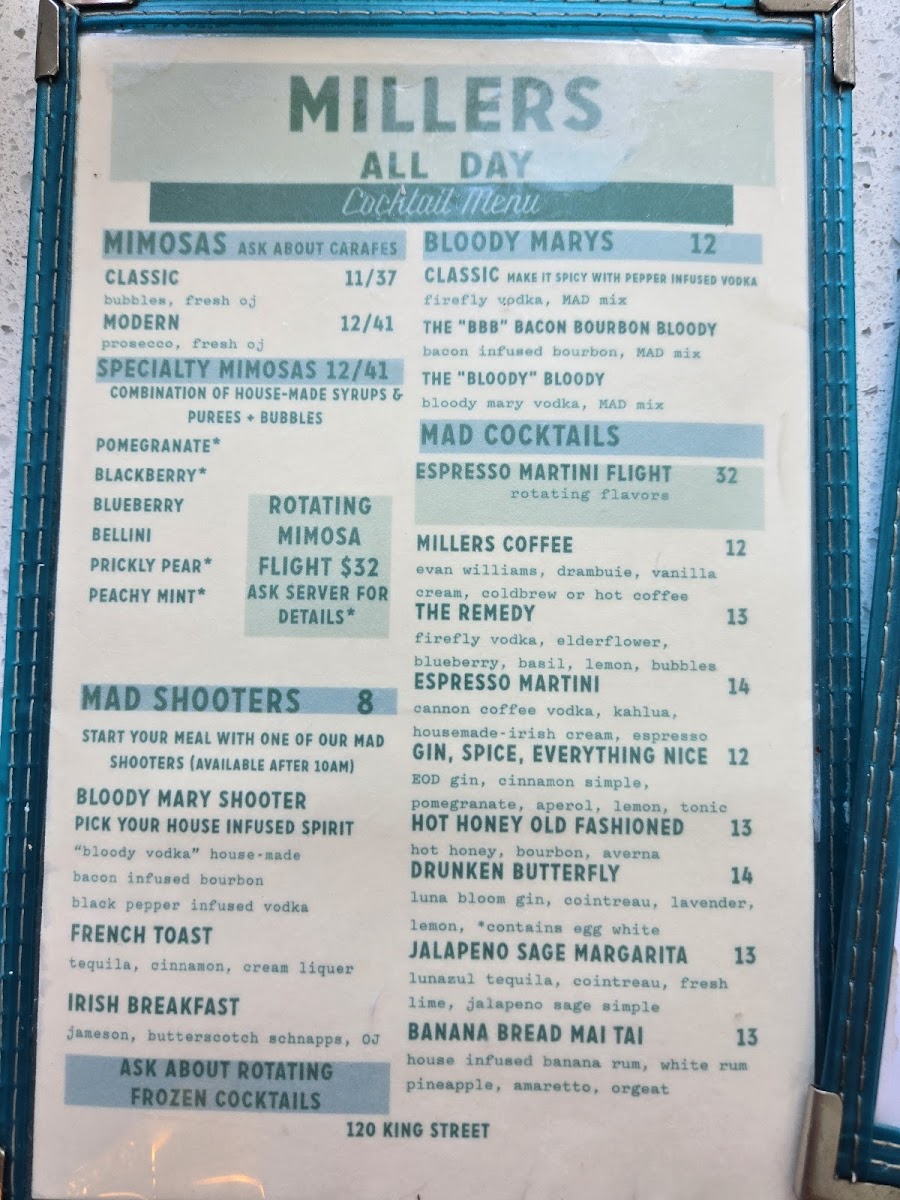 MILLERS
ALL DAY
Cocktail Menu
MIMOSAS ASK ABOUT CARAFES
CLASSIC 11/37
bubbles, fresh oj
MODERN 12/41
prosecco, fresh oj
SPECIALTY MIMOSAS 12/41
COMBINATION OF HOUSE-MADE SYRUPS &
PUREES + BUBBLES
POMEGRANATE*
BLACKBERRY*
BLUEBERRY
BELLINI
PRICKLY PEAR*
PEACHY MINT*
ROTATING
MIMOSA
FLIGHT $32
ASK SERVER FOR
DETAILS*
MAD SHOOTERS 8
START YOUR MEAL WITH ONE OF OUR MAD
SHOOTERS (AVAILABLE AFTER 10AM)
BLOODY MARY SHOOTER
PICK YOUR HOUSE INFUSED SPIRIT
"bloody vodka" house-made
bacon infused bourbon
black pepper infused vodka
FRENCH TOAST
tequila, cinnamon, cream liquer
IRISH BREAKFAST
jameson, butterscotch schnapps, OJ
ASK ABOUT ROTATING
FROZEN COCKTAILS
BLOODY MARYS 12
CLASSIC MAKE IT SPICY WITH PEPPER INFUSED VODKA
firefly vodka, MAD mix
THE "BBB" BACON BOURBON BLOODY
bacon infused bourbon, MAD mix
THE "BLOODY" BLOODY
bloody mary vodka, MAD mix
MAD COCKTAILS
ESPRESSO MARTINI FLIGHT 32
rotating flavors
MILLERS COFFEE 12
evan williams, drambuie, vanilla
cream, coldbrew or hot coffee
THE REMEDY 13
firefly vodka, elderflower,
blueberry, basil, lemon, bubbles
ESPRESSO MARTINI 14
cannon coffee vodka, kahlua,
housemade-irish cream, espresso
GIN, SPICE, EVERYTHING NICE 12
EOD gin, cinnamon simple,
pomegranate, aperol, lemon, tonic
HOT HONEY OLD FASHIONED 13
hot honey, bourbon, averna
DRUNKEN BUTTERFLY 14
luna bloom gin, cointreau, lavender,
lemon, *contains egg white
JALAPENO SAGE MARGARITA 13
lunazul tequila, cointreau, fresh
lime, jalapeno sage simple
BANANA BREAD MAI TAI 13
house infused banana rum, white rum
pineapple, amaretto, orgeat
120 KING STREET